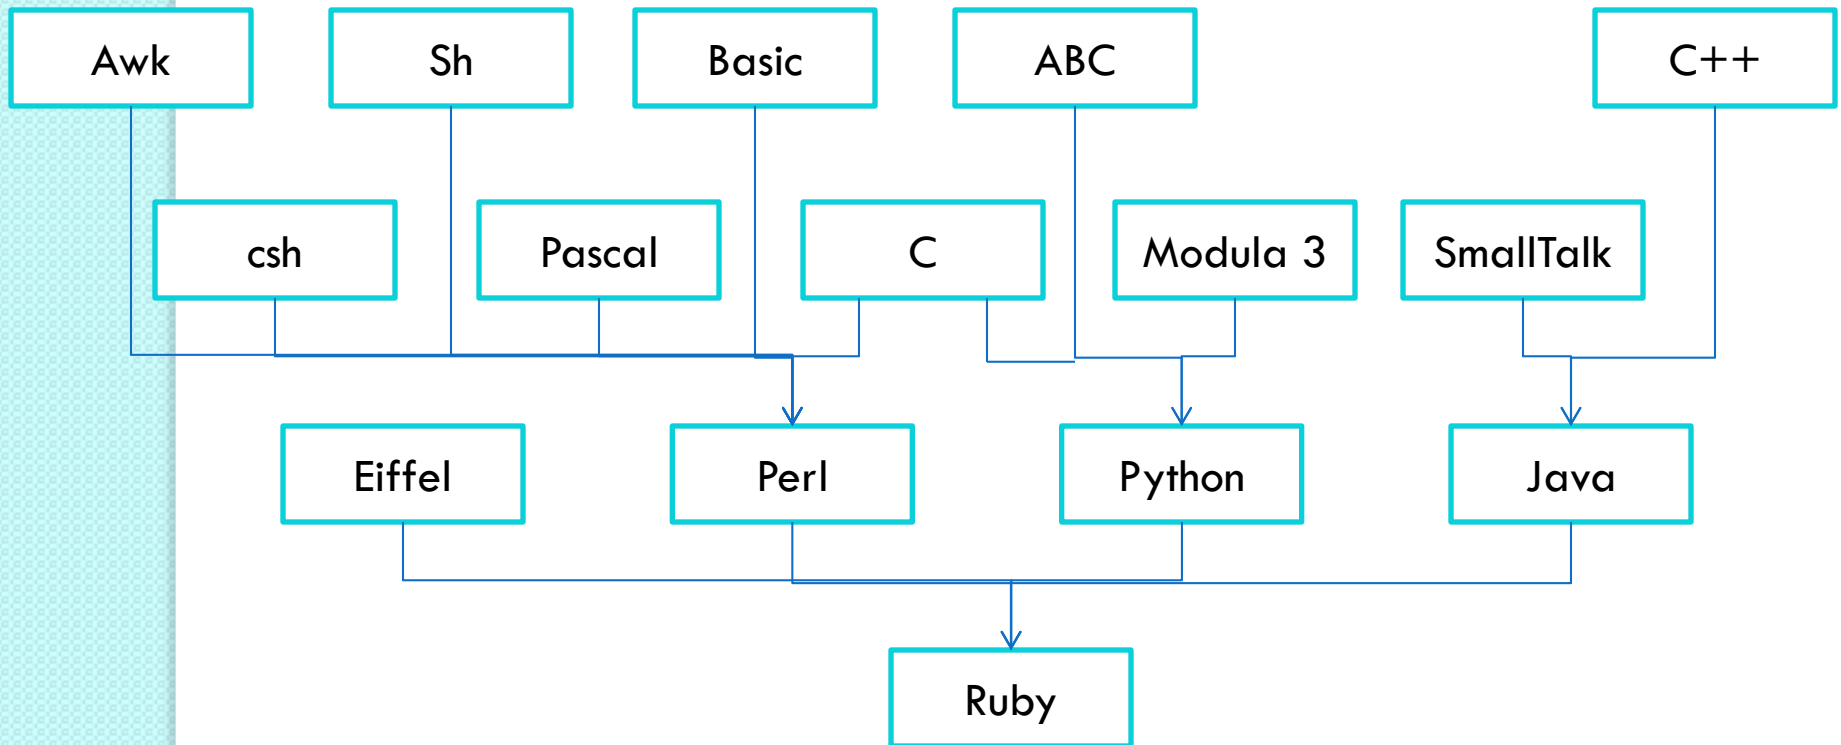 Awk
Sh
Basic
ABC
C++
csh
Pascal
C
Modula 3
SmallTalk
Eiffel
Perl
Python
Java
Ruby